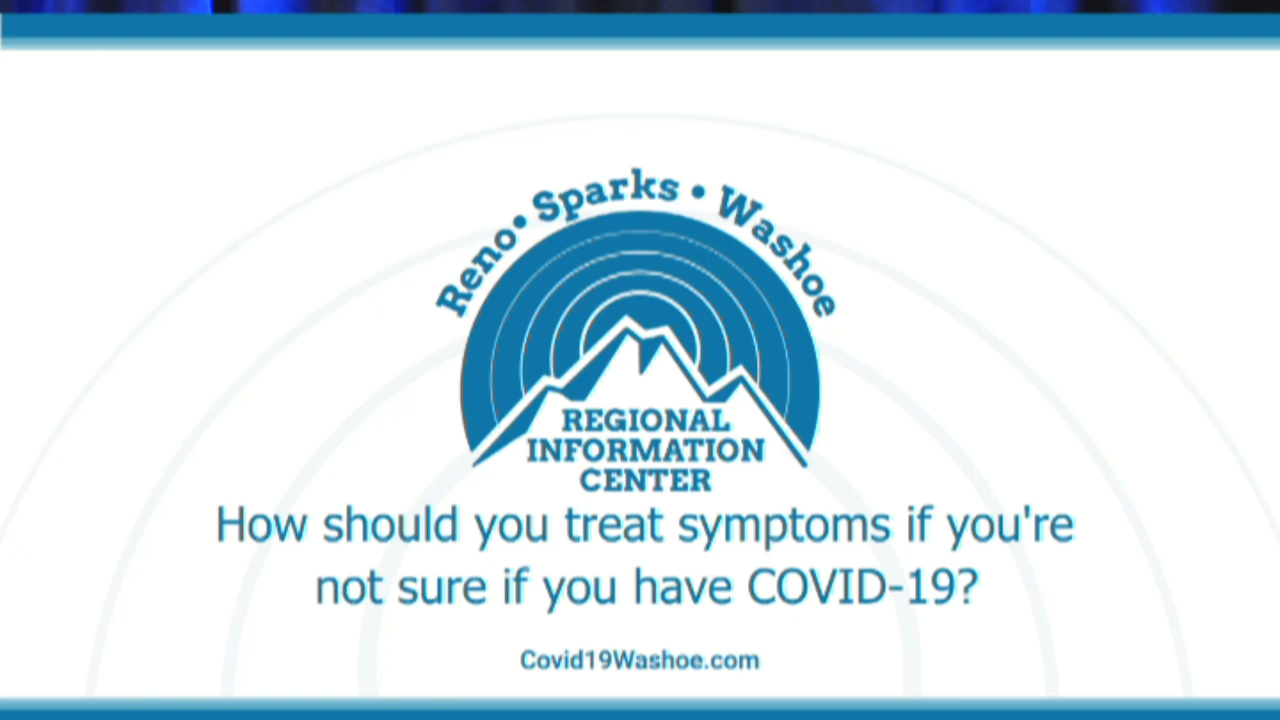 Reno • Sparks • Washoe
REGIONAL
INFORMATION
CENTER
How should you treat symptoms if you're
not sure if you have COVID-19?
Covid19Washoe.com